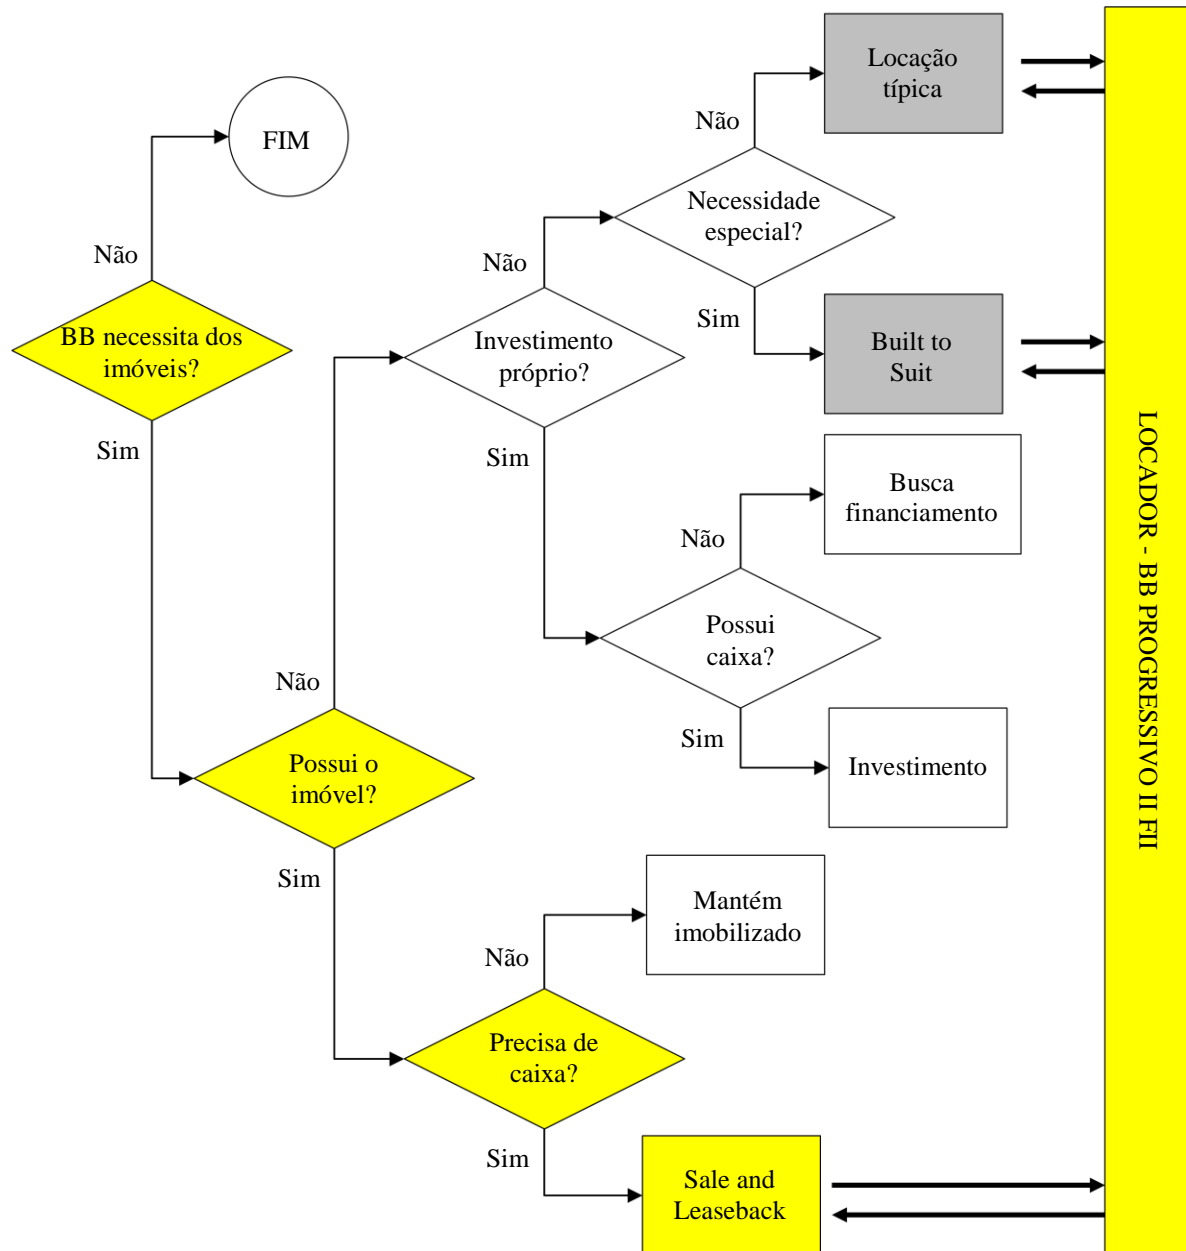 Locação
típica
Não
FIM
Necessidade
especial?
Não
Não
BB necessita dos
imóveis?
Sim
Investimento
próprio?
Built to
Suit
Sim
Sim
Busca
financiamento
Não
Possui
caixa?
Não
Sim
Possui o
imóvel?
Investimento
Sim
Mantém
imobilizado
Não
Precisa de
caixa?
Sim
Sale and
Leaseback
LOCADOR - BB PROGRESSIVO II FII